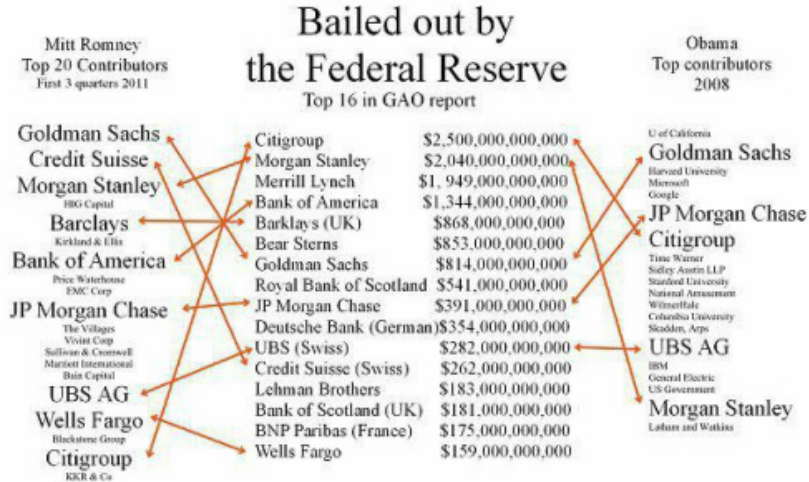 Bailed out by
the Federal Reserve
Top 16 in GAO report
Mitt Romney
Top 20 Contributors
First 3 quarters 2011
Goldman Sachs
Credit Suisse
Morgan Stanley
HIG Capital
Barclays
Kirkland & Ellis
Bank of America
Price Waterhouse
EMC Corp
JP Morgan Chase
The Villages
Vivint Corp
Sullivan & Cromwell
Marriott International
Bain Capital
UBS AG
Wells Fargo
Blackstone Group
Citigroup
KKR & Co
Citigroup $2,500,000,000,000
Morgan Stanley $2,040,000,000,000
Merrill Lynch $1, 949,000,000,000
Bank of America $1,344,000,000,000
Barklays (UK) $868,000,000,000
Bear Sterns $853,000,000,000
Goldman Sachs $814,000,000,000
Royal Bank of Scotland $541,000,000,000
JP Morgan Chase $391,000,000,000
Deutsche Bank (German)$354,000,000,000
UBS (Swiss) $282,000,000,000
Credit Suisse (Swiss) $262,000,000,000
Lehman Brothers $183,000,000,000
Bank of Scotland (UK) $181,000,000,000
BNP Paribas (France) $175,000,000,000
Wells Fargo $159,000,000,000
Obama
Top contributors
2008
U of California
Goldman Sachs
Harvard University
Microsoft
Google
JP Morgan Chase
Citigroup
Time Warner
Sidley Austin LLP
Stanford University
National Amusement
WilmerHale
Columbia University
Skadden, Arps
UBS AG
IBM
General Electric
US Government
Morgan Stanley
Latham and Watkins